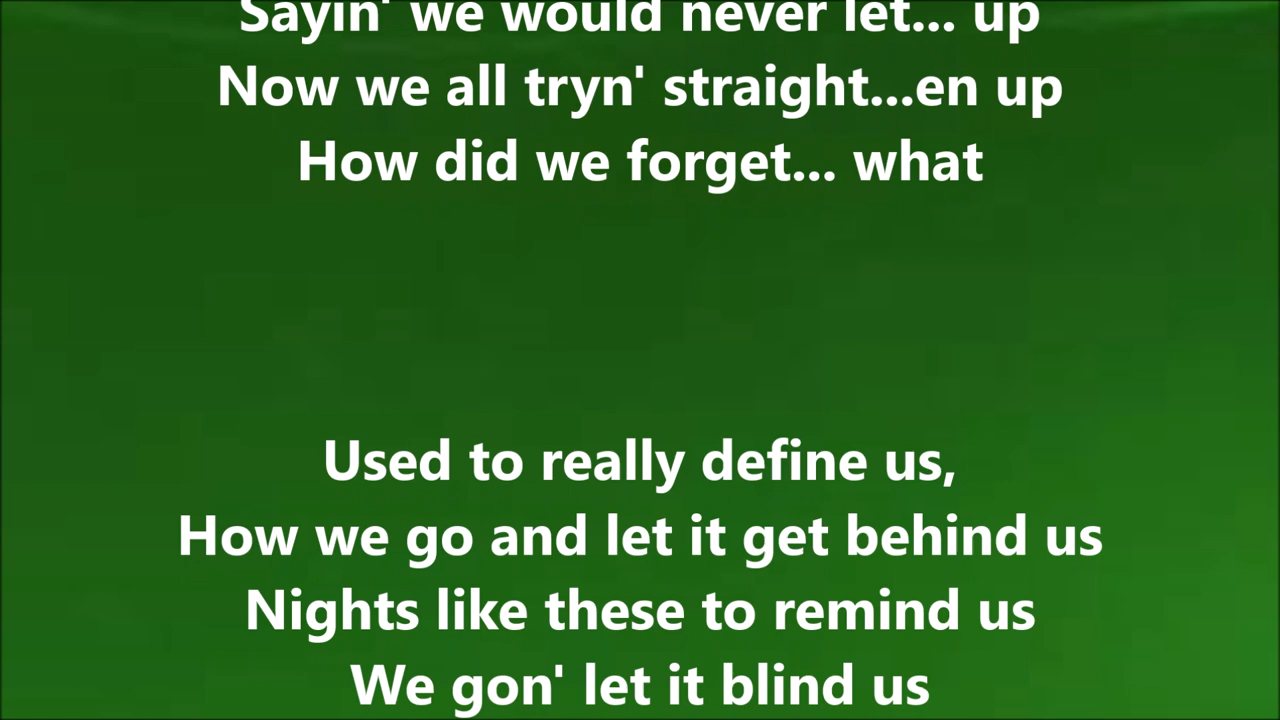 Sayin' we would never let... up
Now we all tryn' straight...en up
How did we forget... what
Used to really define us,
How we go and let it get behind us
Nights like these to remind us
We gon' let it blind us